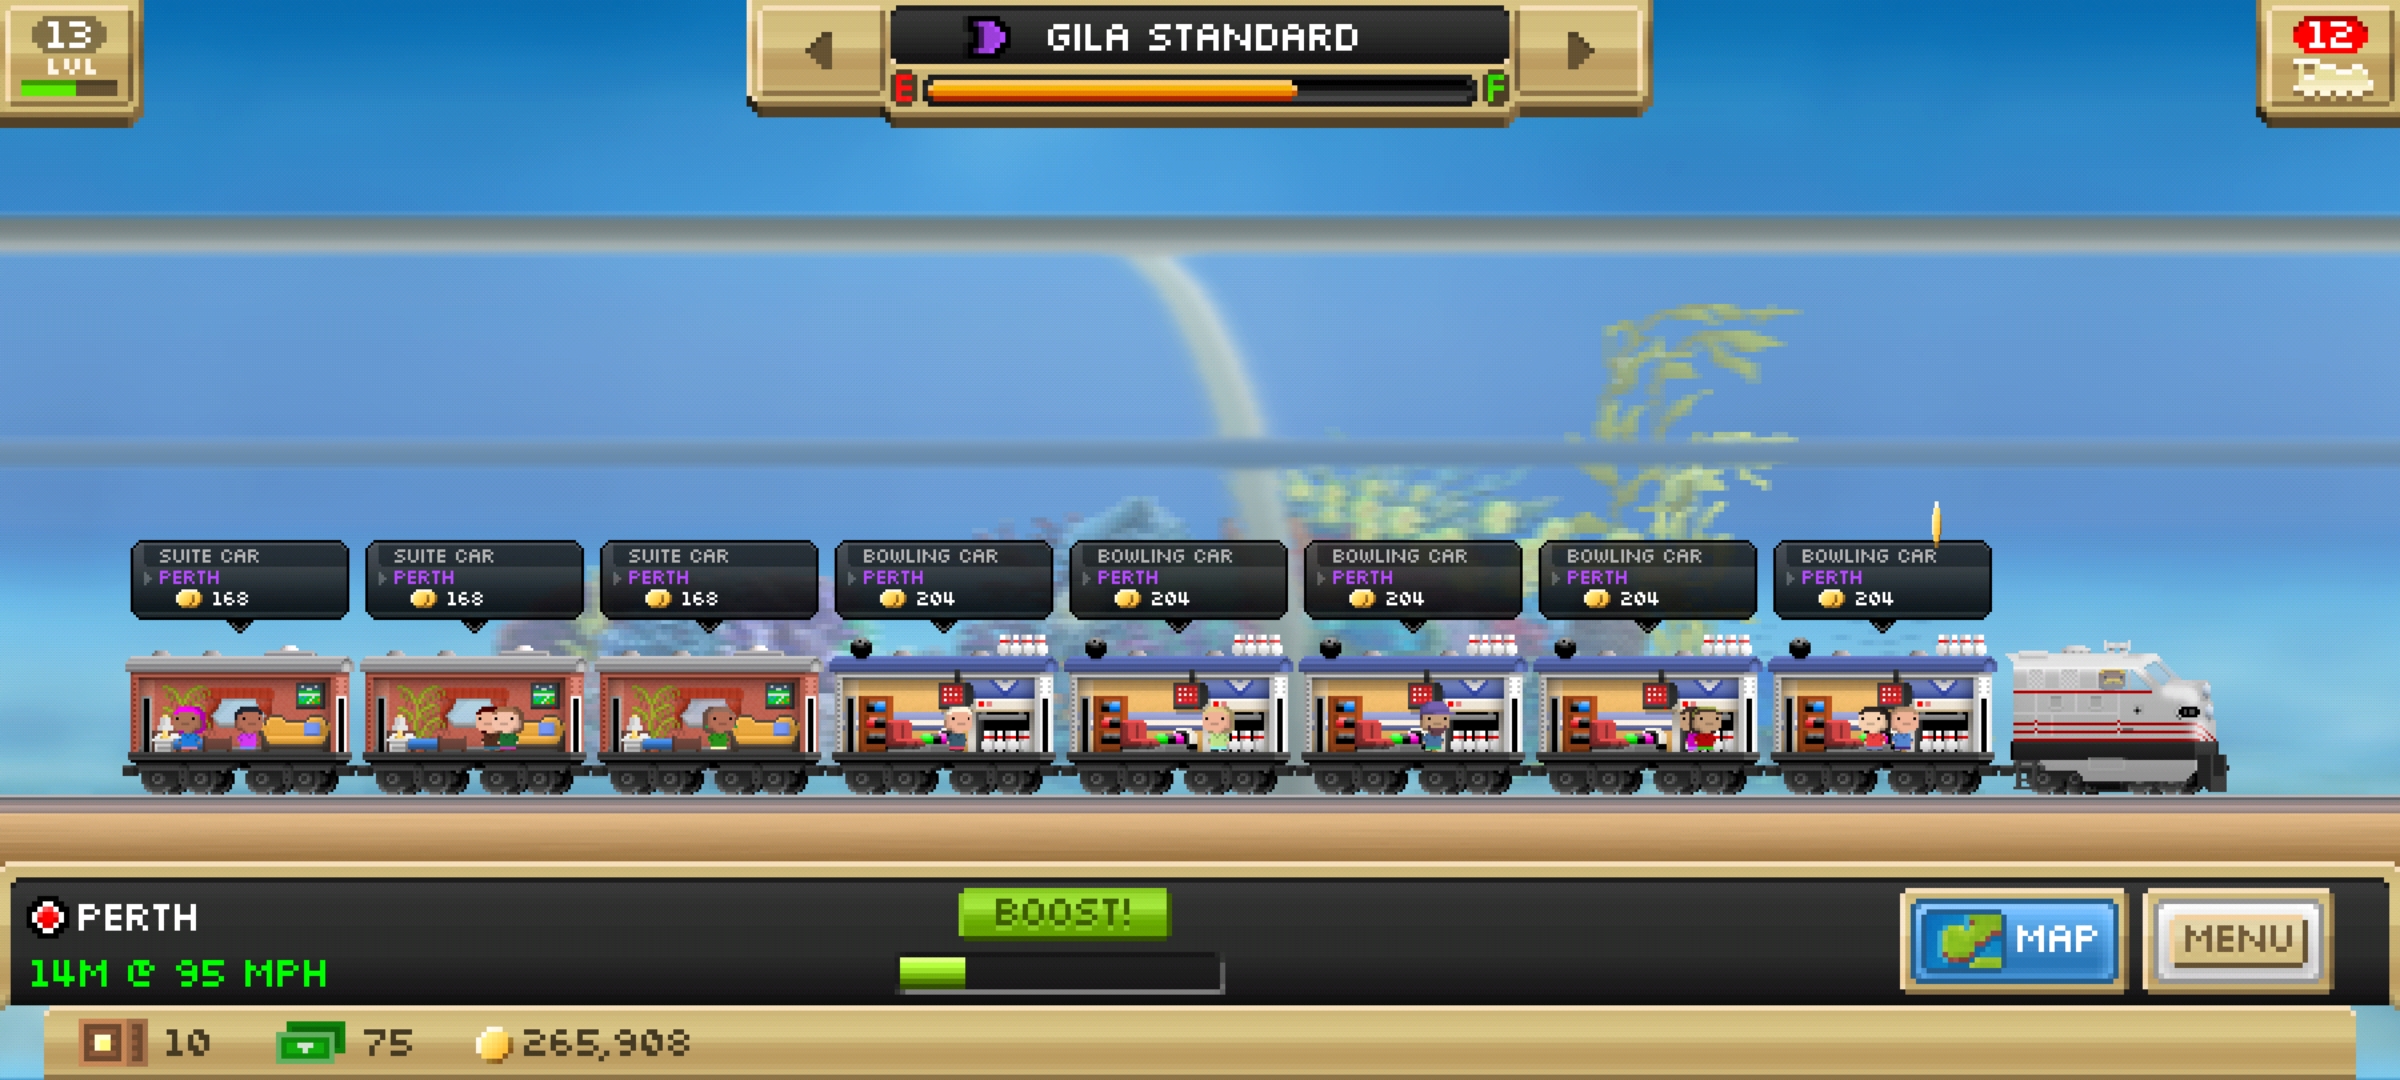 13
LVL
GILA STANDARD
E
F
12
SUITE CAR
PERTH
168
SUITE CAR
PERTH
168
SUITE CAR
PERTH
168
BOWLING CAR
PERTH
204
BOWLING CAR
PERTH
204
BOWLING CAR
PERTH
204
BOWLING CAR
PERTH
204
BOWLING CAR
PERTH
204
PERTH
14M @ 95 MPH
BOOST!
MAP
MENU
10
75
265,908